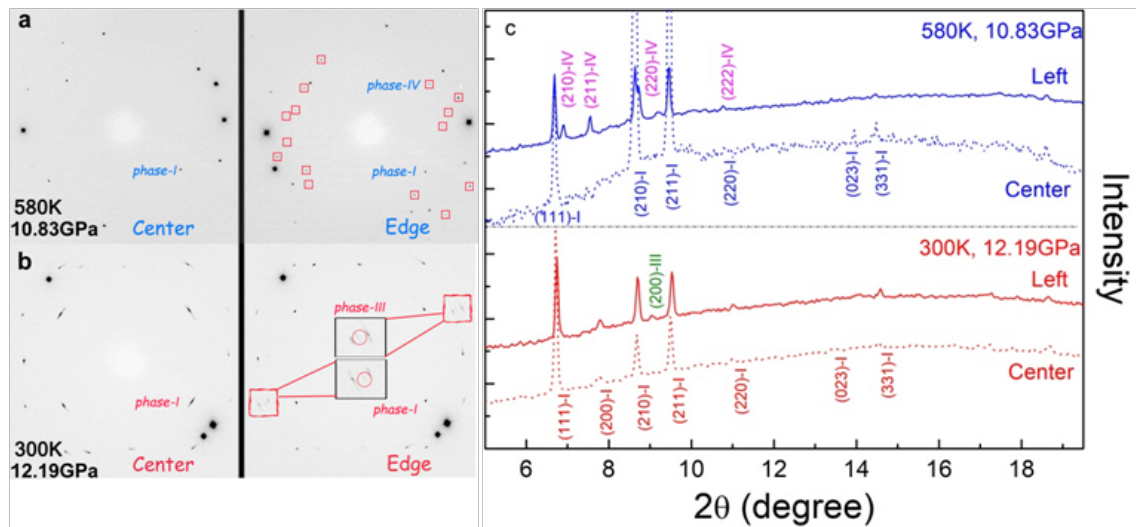 a
phase-IV
phase-I
phase-I
580K
10.83GPa
Center
Edge
b
phase-III
phase-I
phase-I
300K
12.19GPa
Center
Edge
c
580K, 10.83GPa
Left
(210)-IV
(211)-IV
(220)-IV
(222)-IV
Center
(111)-I
(210)-I
(211)-I
(220)-I
(023)-I
(331)-I
300K, 12.19GPa
Left
(200)-III
Center
(111)-I
(200)-I
(210)-I
(211)-I
(220)-I
(023)-I
(331)-I
6 8 10 12 14 16 18
2θ (degree)
Intensity